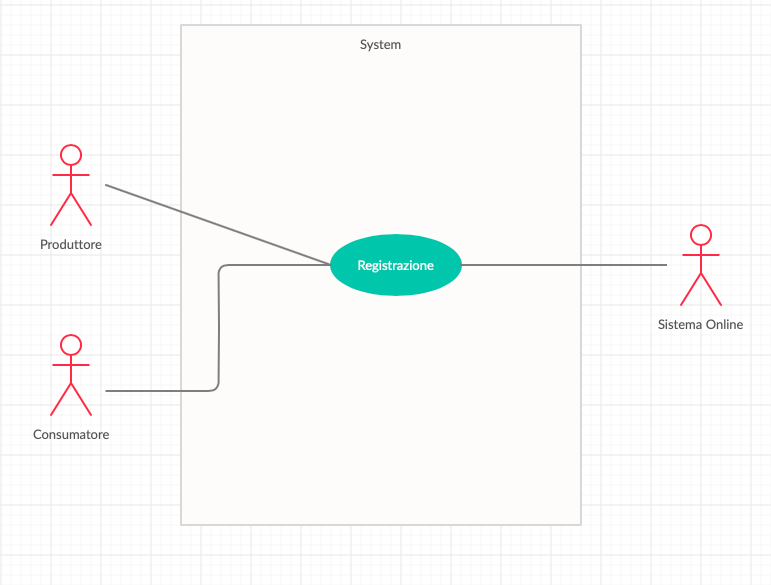 System
Produttore
Registrazione
Sistema Online
Consumatore